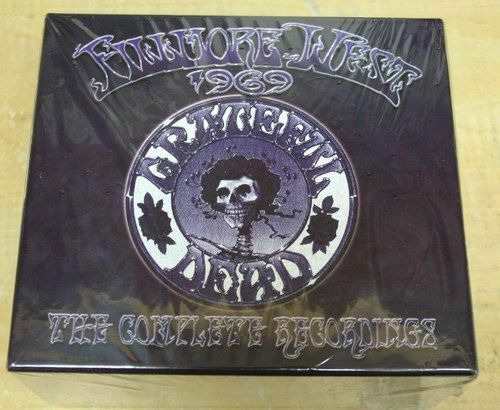 FILLMORE WEST
1969
GRATEFUL
DEAD
THE COMPLETE RECORDINGS